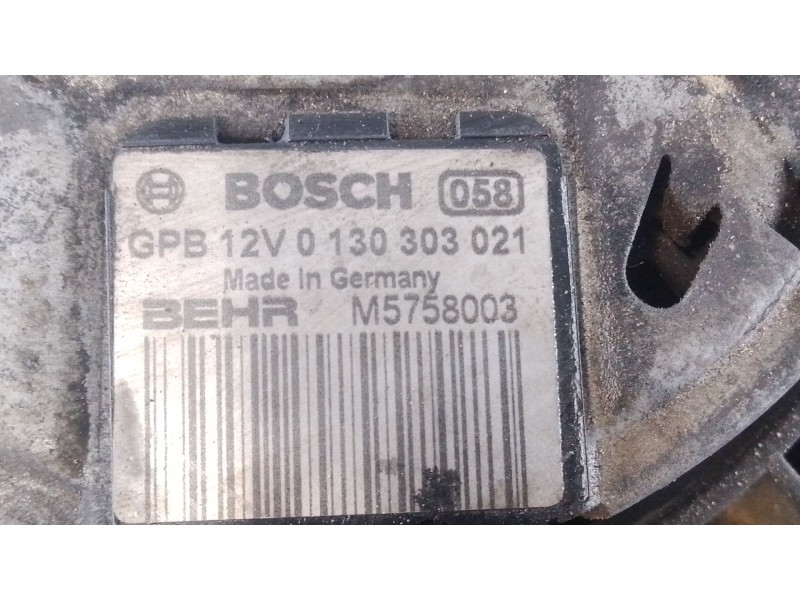 BOSCH 058
GPB 12V 0 130 303 021
Made In Germany
BEHR M5758003